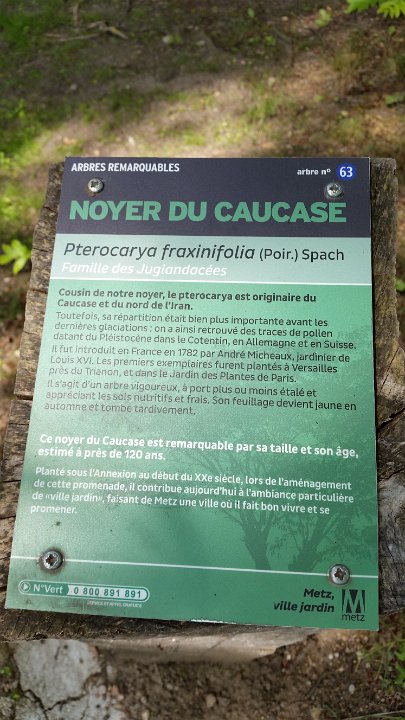 ARBRES REMARQUABLES
arbre n° 63
NOYER DU CAUCASE
Pterocarya fraxinifolia (Poir.) Spach
Famille des Juglandacées
Cousin de notre noyer, le pterocarya est originaire du
Caucase et du nord de l'Iran.
Toutefois, sa répartition était bien plus importante avant les
dernières glaciations : on a ainsi retrouvé des traces de pollen
datant du Pléistocène dans le Cotentin, en Allemagne et en Suisse.
Il fut introduit en France en 1782 par André Micheaux, jardinier de
Louis XVI. Les premiers exemplaires furent plantés à Versailles
près du Trianon, et dans le Jardin des Plantes de Paris.
Il s'agit d'un arbre vigoureux, à port plus ou moins étalé et
appréciant les sols nutritifs et frais. Son feuillage devient jaune en
automne et tombe tardivement.
Ce noyer du Caucase est remarquable par sa taille et son âge,
estimé à près de 120 ans.
Planté sous l'Annexion au début du XXe siècle, lors de l'aménagement
de cette promenade, il contribue aujourd'hui à l'ambiance particulière
de «ville jardin», faisant de Metz une ville où il fait bon vivre et se
promener.
N°Vert 0 800 891 891
SERVICE ET APPEL GRATUITS
Metz,
ville jardin
M
metz